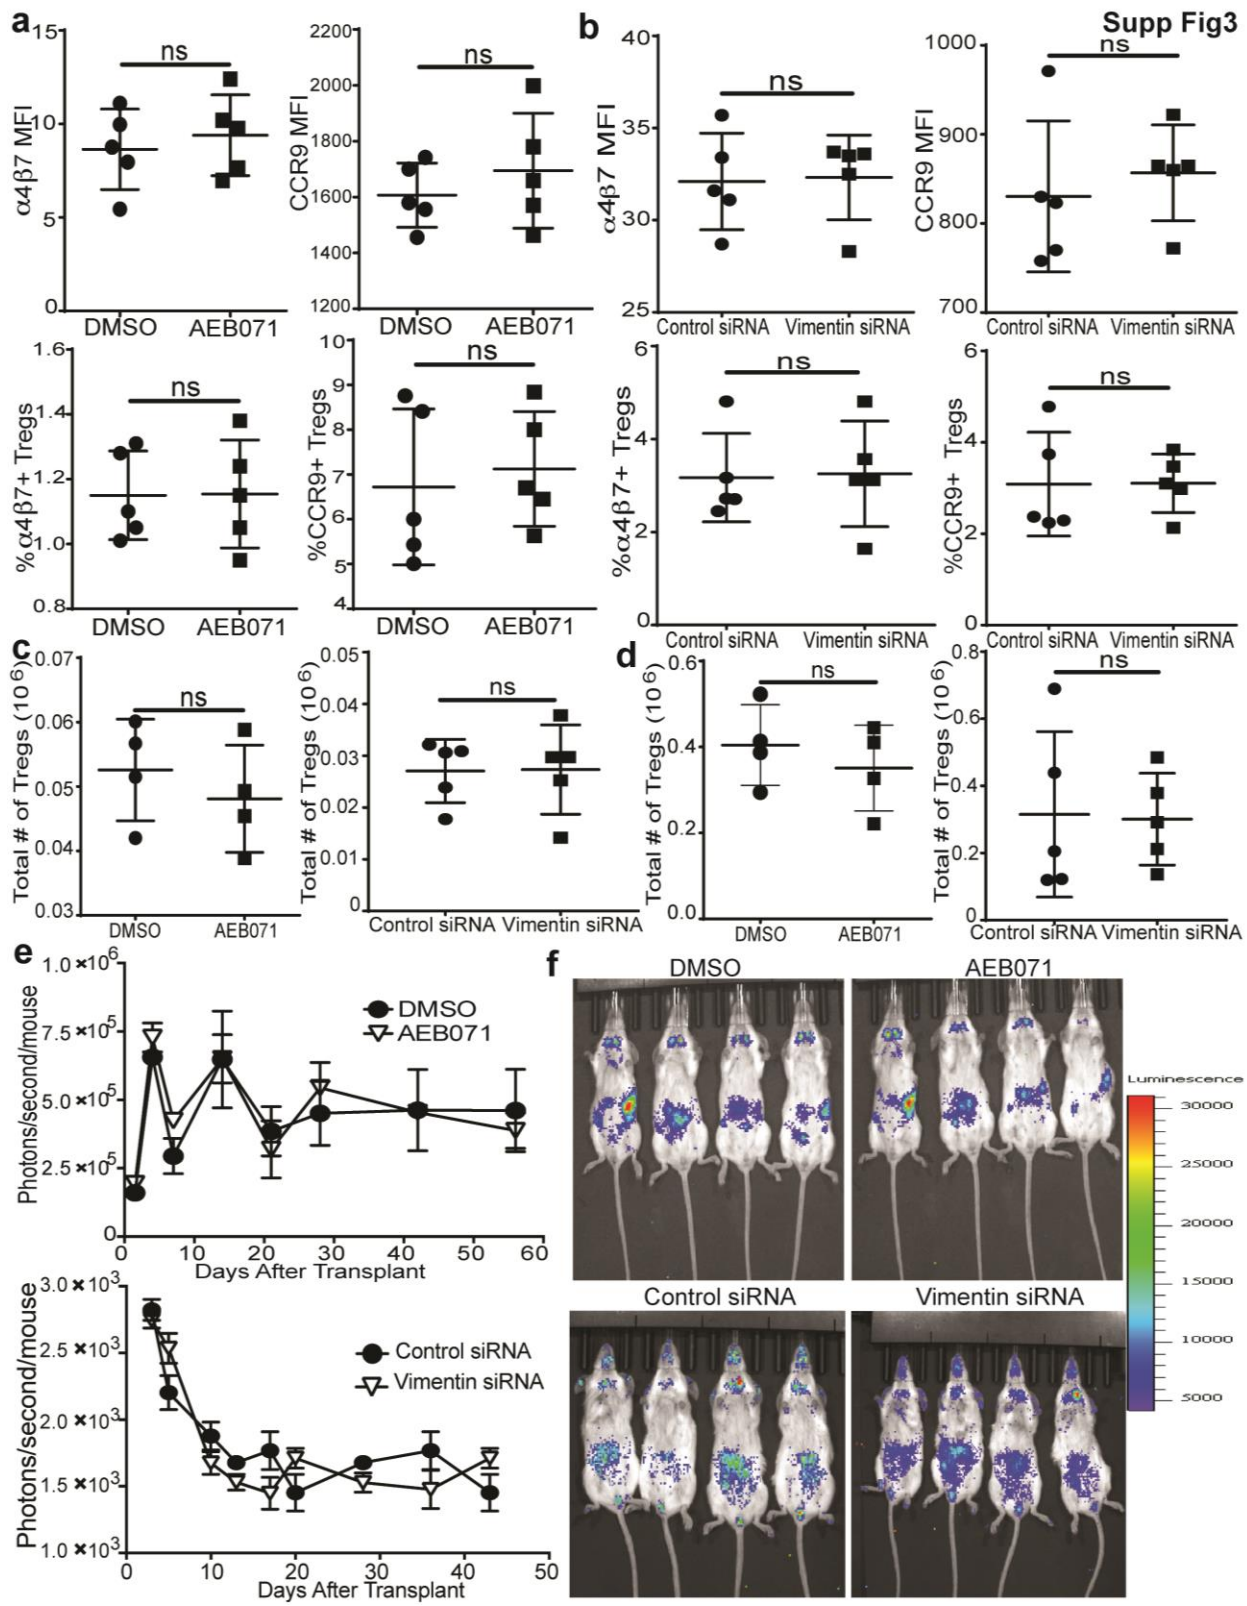 a
b
Supp Fig3
15
10
5
0
α4β7 MFI
ns
DMSO
AEB071
2200
2000
1800
1600
1400
1200
CCR9 MFI
ns
DMSO
AEB071
40
35
30
25
α4β7 MFI
ns
Control siRNA
Vimentin siRNA
1000
900
800
700
CCR9 MFI
ns
Control siRNA
Vimentin siRNA
1.6
1.4
1.2
1.0
0.8
%α4β7+ Tregs
ns
DMSO
AEB071
10
9
8
7
6
5
4
%CCR9+ Tregs
ns
DMSO
AEB071
6
4
2
0
%α4β7+ Tregs
ns
Control siRNA
Vimentin siRNA
6
4
2
0
%CCR9+ Tregs
ns
Control siRNA
Vimentin siRNA
c
0.07
0.06
0.05
0.04
0.03
Total # of Tregs (10⁶)
ns
DMSO
AEB071
0.05
0.04
0.03
0.02
0.01
0
Total # of Tregs (10⁶)
ns
Control siRNA
Vimentin siRNA
d
0.6
0.4
0.2
0.0
Total # of Tregs (10⁶)
ns
DMSO
AEB071
0.8
0.6
0.4
0.2
0
Total # of Tregs (10⁶)
ns
Control siRNA
Vimentin siRNA
e
1.0 ×10⁶
7.5 ×10⁵
5.0 ×10⁵
2.5 ×10⁵
0
Photons/second/mouse
DMSO
AEB071
0 10 20 30 40 50 60
Days After Transplant
3.0 ×10³
2.5 ×10³
2.0 ×10³
1.5 ×10³
1.0 ×10³
Photons/second/mouse
Control siRNA
Vimentin siRNA
0 10 20 30 40 50
Days After Transplant
f
DMSO
AEB071
Control siRNA
Vimentin siRNA
Luminescence
30000
25000
20000
15000
10000
5000